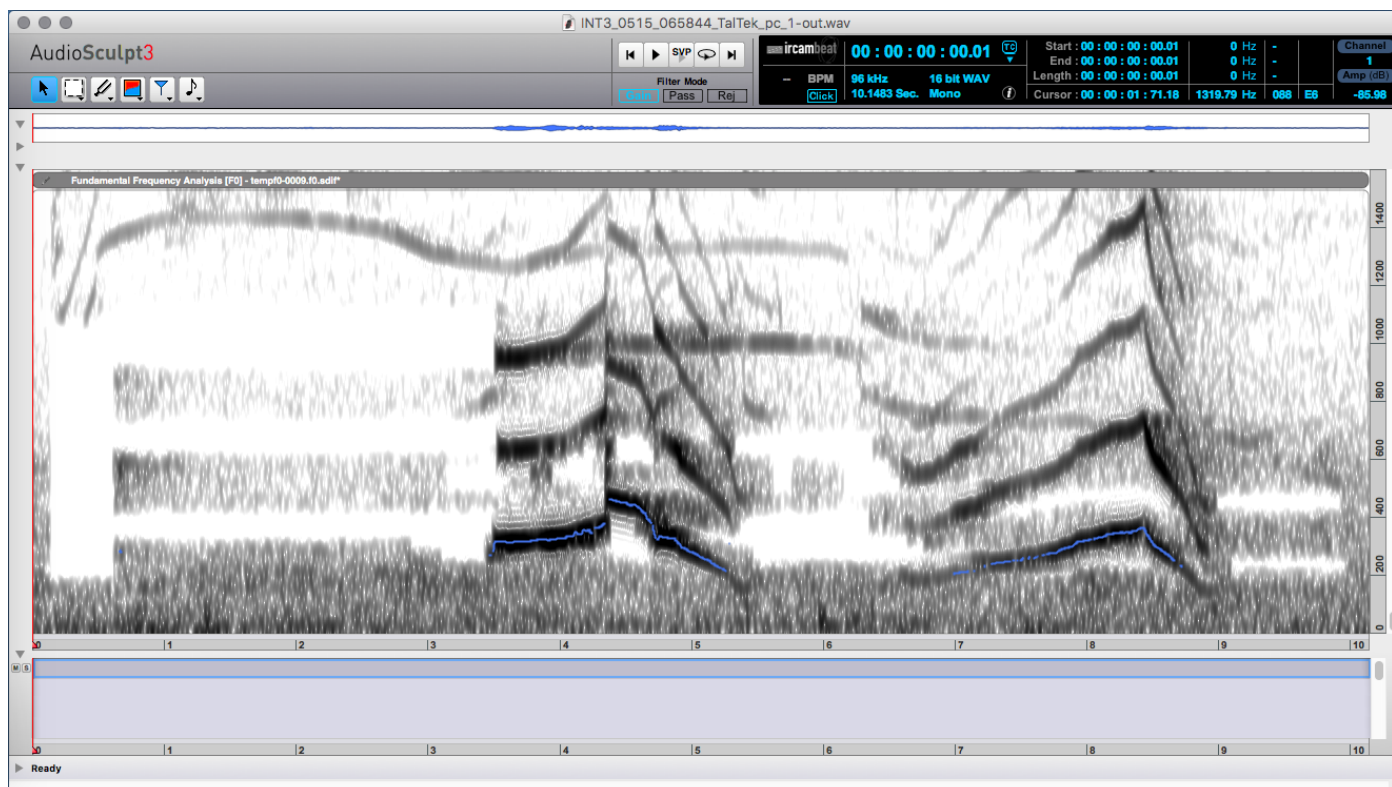 INT3_0515_065844_TalTek_pc_1-out.wav
AudioSculpt3
SVP
Filter Mode
Pass Rej
ircambeat 00 : 00 : 00 : 00.01 TC
– BPM 96 kHz 16 bit WAV
Click 10.1483 Sec. Mono i
Start : 00 : 00 : 00 : 00.01 0 Hz -
End : 00 : 00 : 00 : 00.01 0 Hz -
Length : 00 : 00 : 00 : 00.01 0 Hz -
Cursor : 00 : 00 : 01 : 71.18 1319.79 Hz 088 E6
Channel
1
Amp (dB)
-85.98
Fundamental Frequency Analysis [F0] - tempf0-0009.f0.sdif*
1400
1200
1000
800
600
400
200
0
0 1 2 3 4 5 6 7 8 9 10
M S
0 1 2 3 4 5 6 7 8 9 10
Ready